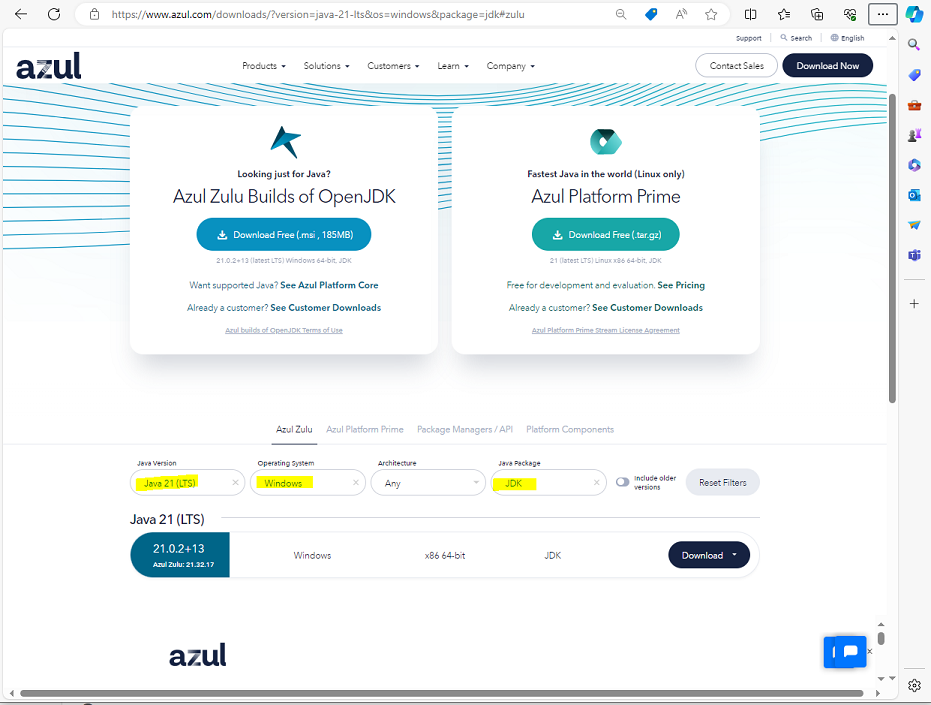 https://www.azul.com/downloads/?version=java-21-lts&os=windows&package=jdk#zulu
Support Search English
azul Products Solutions Customers Learn Company Contact Sales Download Now
Looking just for Java?
Azul Zulu Builds of OpenJDK
Download Free (.msi , 185MB)
21.0.2+13 (latest LTS) Windows 64-bit, JDK
Want supported Java? See Azul Platform Core
Already a customer? See Customer Downloads
Azul builds of OpenJDK Terms of Use
Fastest Java in the world (Linux only)
Azul Platform Prime
Download Free (.tar.gz)
21 (latest LTS) Linux x86 64-bit, JDK
Free for development and evaluation. See Pricing
Already a customer? See Customer Downloads
Azul Platform Prime Stream License Agreement
Azul Zulu Azul Platform Prime Package Managers / API Platform Components
Java Version Operating System Architecture Java Package
Java 21 (LTS) Windows Any JDK Include older versions Reset Filters
Java 21 (LTS)
21.0.2+13 Windows x86 64-bit JDK Download
Azul Zulu: 21.32.17
azul